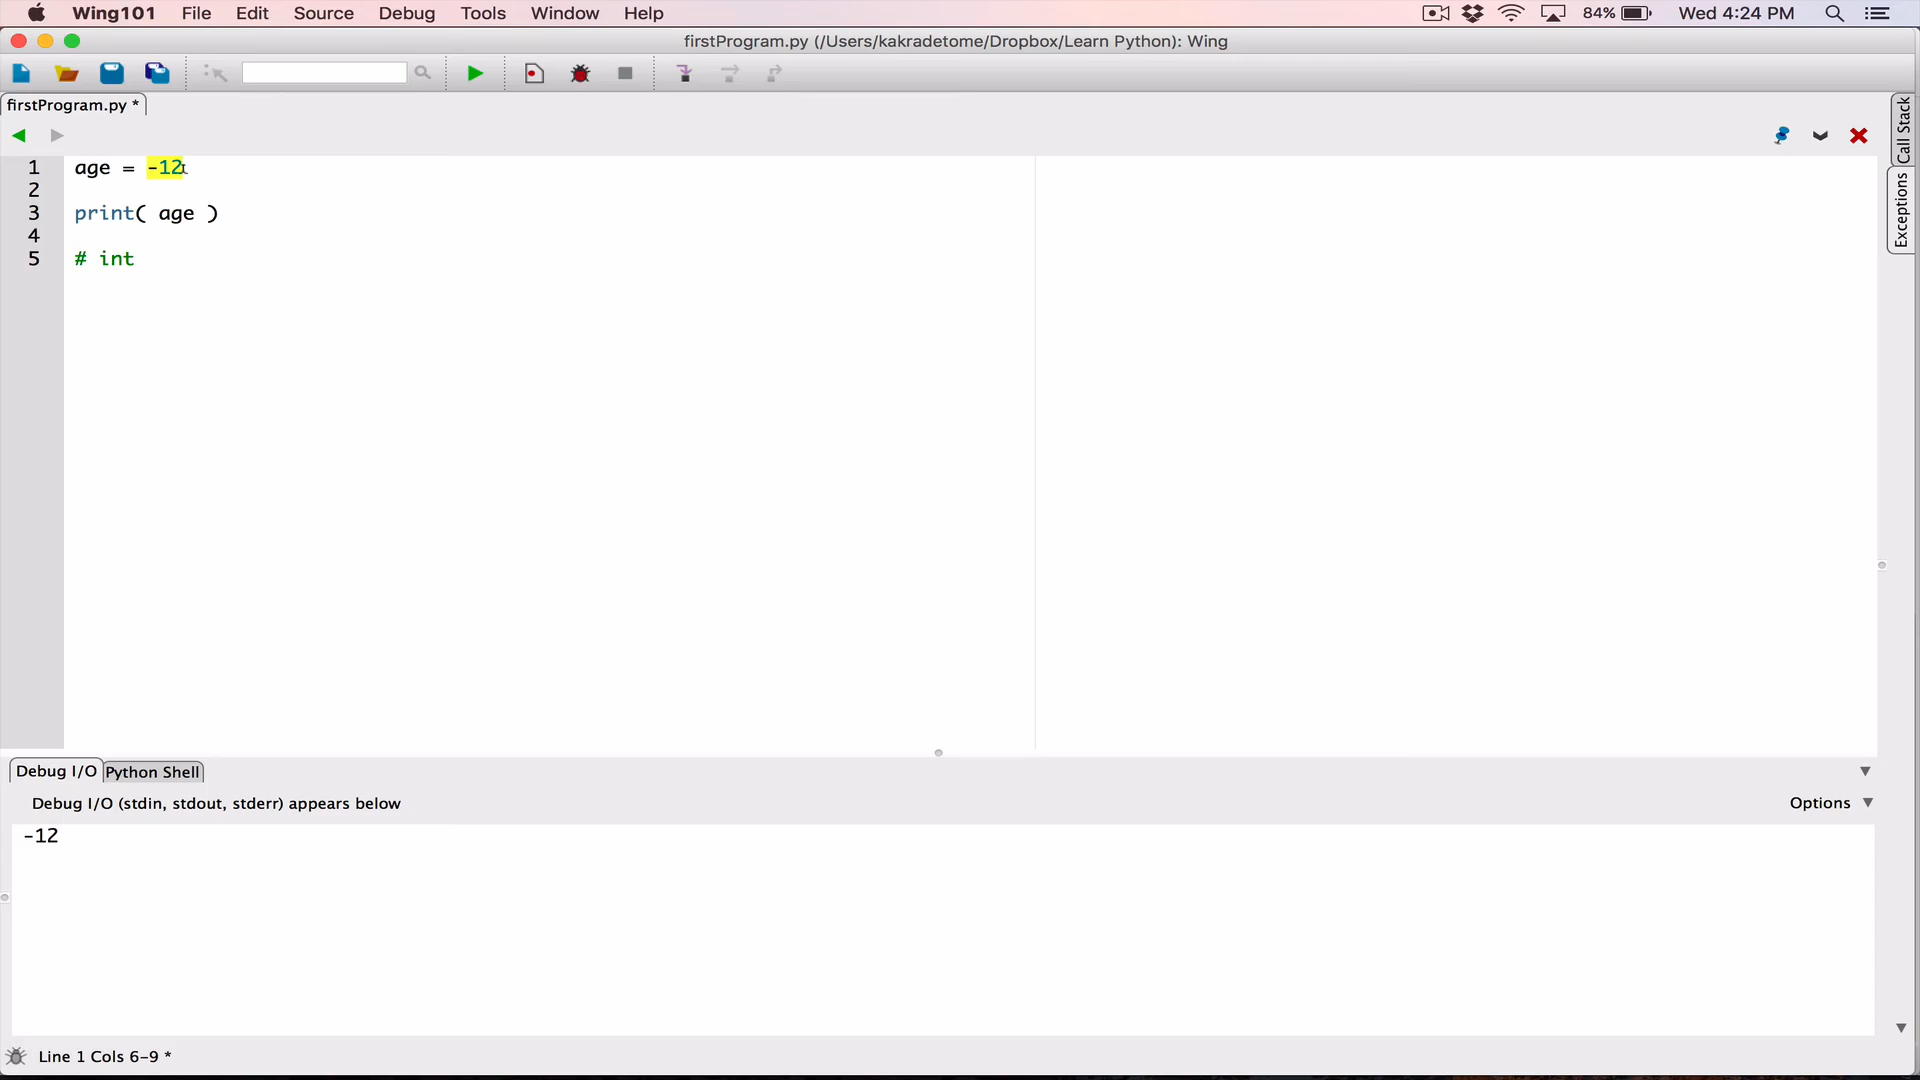 Wing101 File Edit Source Debug Tools Window Help 84% Wed 4:24 PM
firstProgram.py (/Users/kakradetome/Dropbox/Learn Python): Wing
firstProgram.py *
Call Stack
Exceptions
1 age = -12
2
3 print( age )
4
5 # int
Debug I/O Python Shell
Debug I/O (stdin, stdout, stderr) appears below Options
-12
Line 1 Cols 6-9 *